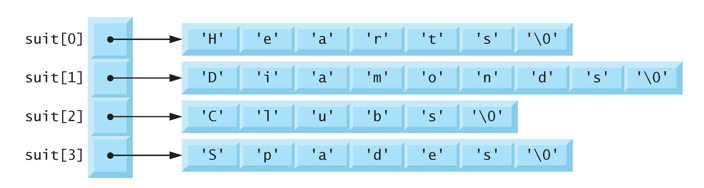 suit[0] 'H' 'e' 'a' 'r' 't' 's' '\0'
suit[1] 'D' 'i' 'a' 'm' 'o' 'n' 'd' 's' '\0'
suit[2] 'C' 'l' 'u' 'b' 's' '\0'
suit[3] 'S' 'p' 'a' 'd' 'e' 's' '\0'